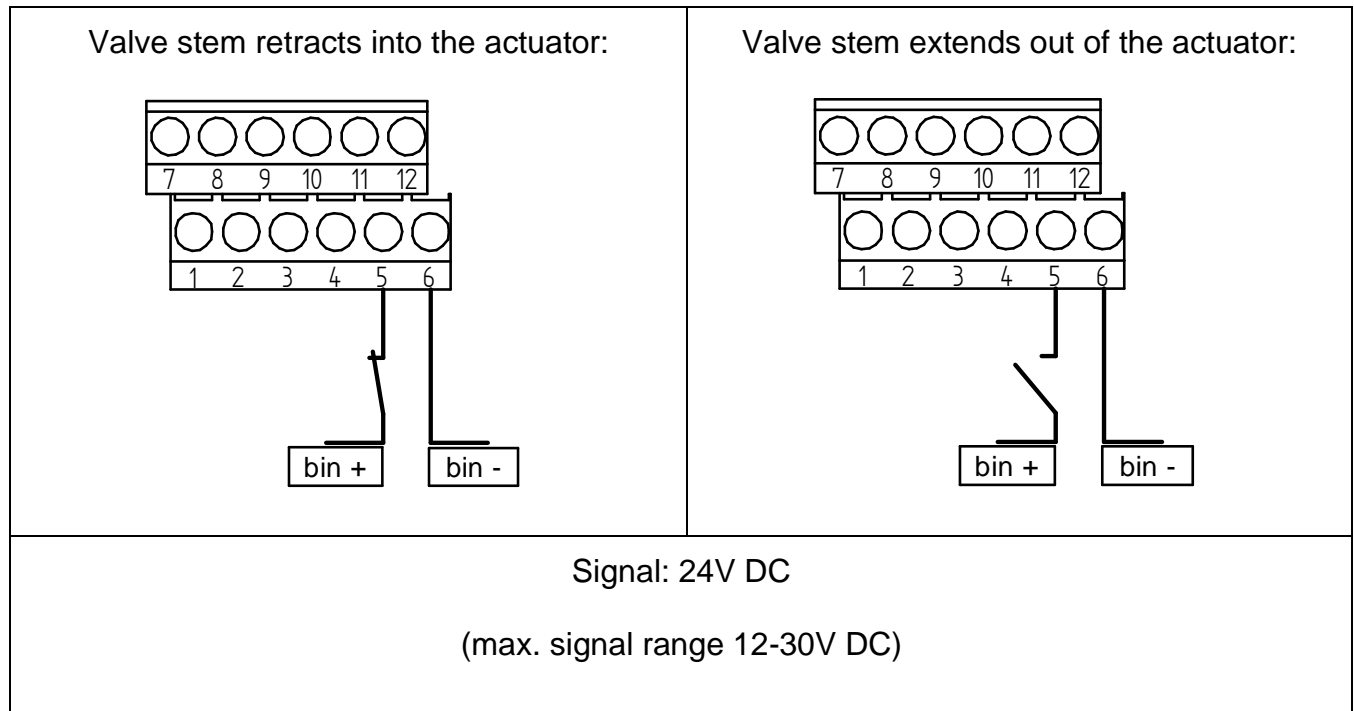 Valve stem retracts into the actuator:
7 8 9 10 11 12
1 2 3 4 5 6
bin + bin -
Valve stem extends out of the actuator:
7 8 9 10 11 12
1 2 3 4 5 6
bin + bin -
Signal: 24V DC
(max. signal range 12-30V DC)